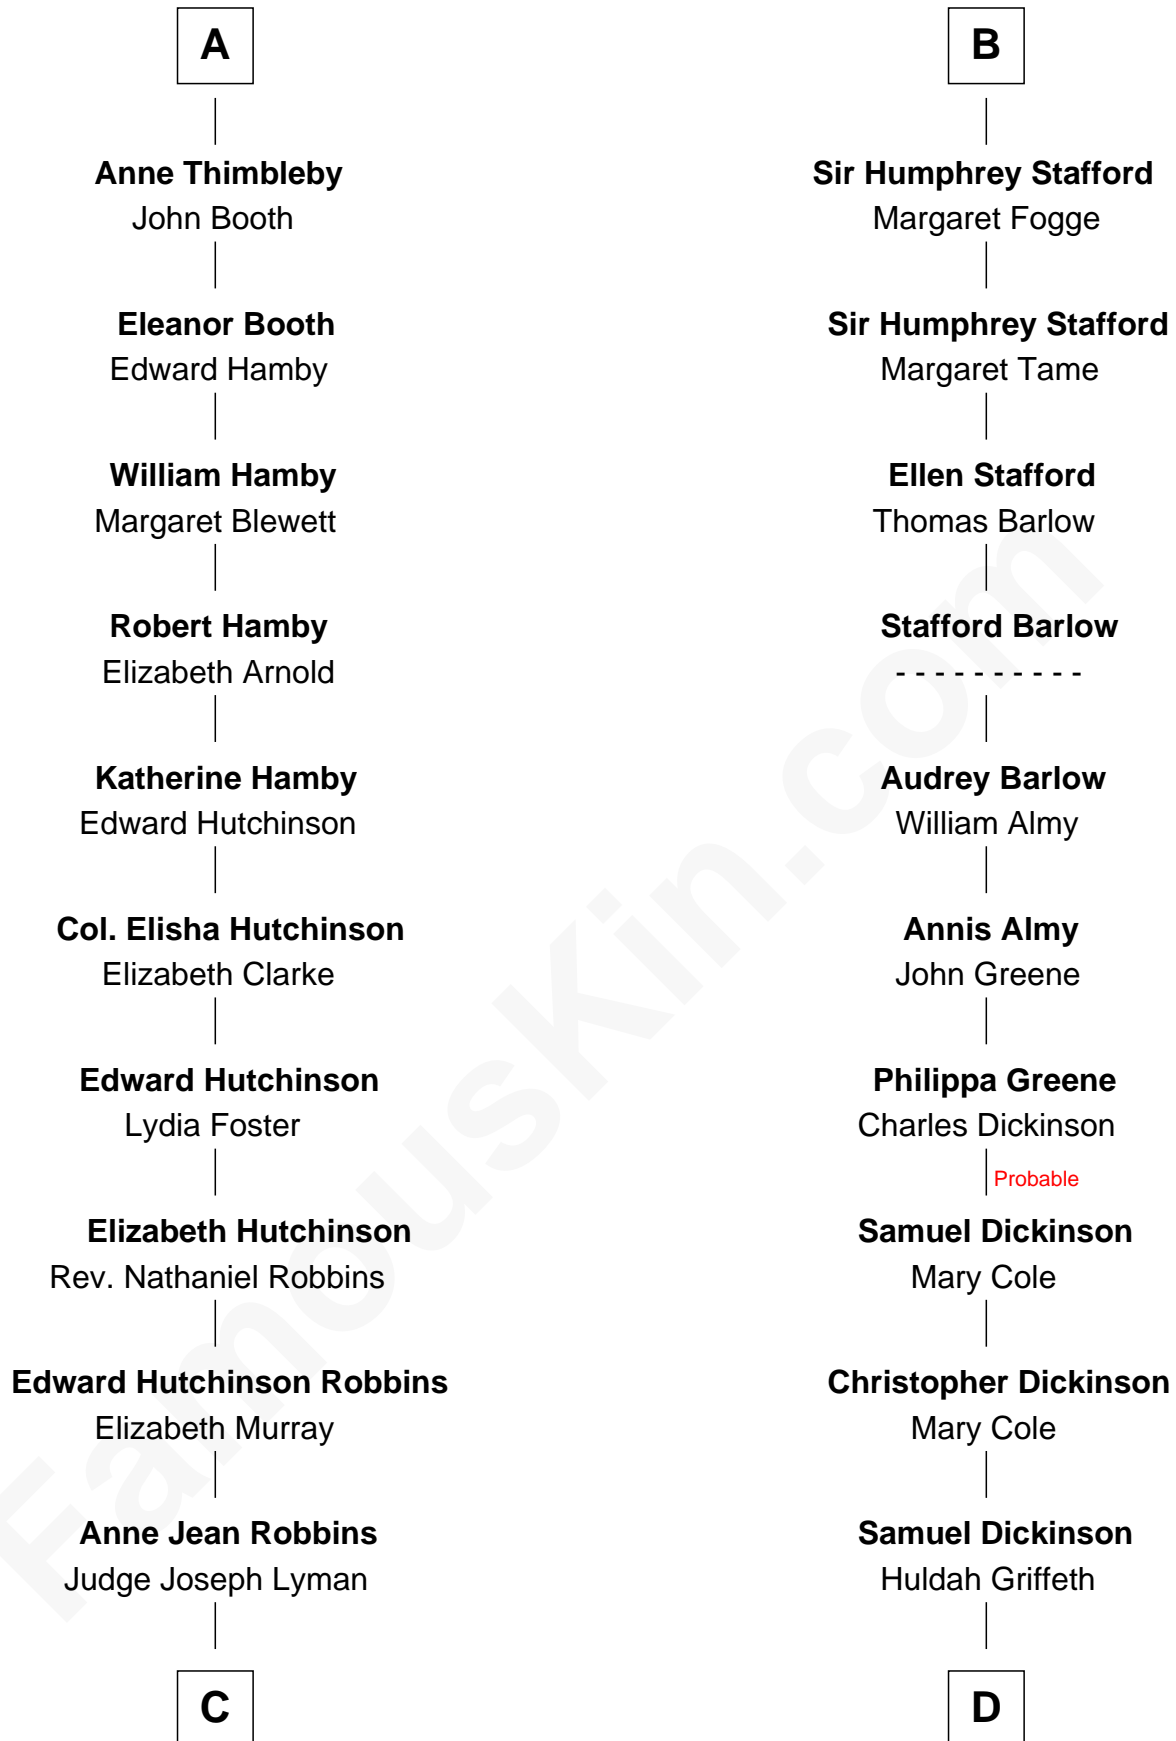 A
Anne Thimbleby
John Booth
Eleanor Booth
Edward Hamby
William Hamby
Margaret Blewett
Robert Hamby
Elizabeth Arnold
Katherine Hamby
Edward Hutchinson
Col. Elisha Hutchinson
Elizabeth Clarke
Edward Hutchinson
Lydia Foster
Elizabeth Hutchinson
Rev. Nathaniel Robbins
Edward Hutchinson Robbins
Elizabeth Murray
Anne Jean Robbins
Judge Joseph Lyman
C
B
Sir Humphrey Stafford
Margaret Fogge
Sir Humphrey Stafford
Margaret Tame
Ellen Stafford
Thomas Barlow
Stafford Barlow
- - - - - - - - - -
Audrey Barlow
William Almy
Annis Almy
John Greene
Philippa Greene
Charles Dickinson
Probable
Samuel Dickinson
Mary Cole
Christopher Dickinson
Mary Cole
Samuel Dickinson
Huldah Griffeth
D
FamousKin.com